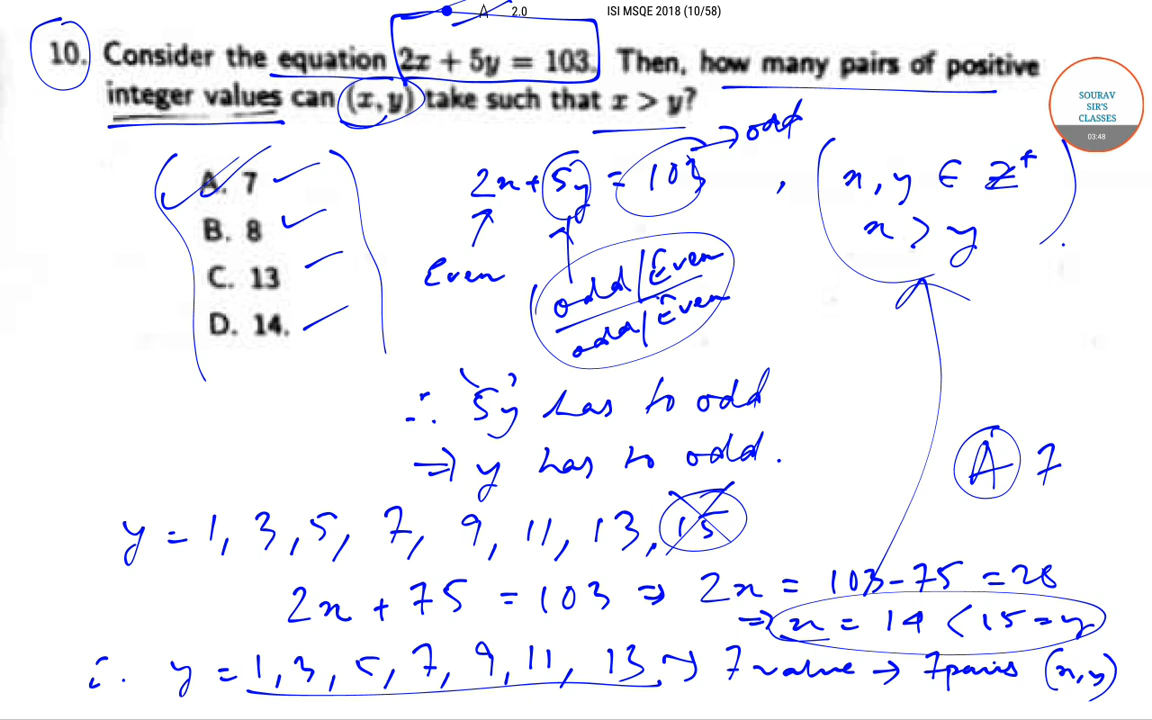 2.0
ISI MSQE 2018 (10/58)
10. Consider the equation 2x + 5y = 103. Then, how many pairs of positive
integer values can (x, y) take such that x > y?
SOURAV
SIR'S
CLASSES
03:48
A. 7
B. 8
C. 13
D. 14.
2x + 5y = 103 → odd , x, y ∈ Z⁺
x > y .
Even
odd/Even
odd/Even
∴ '5y' has to odd
⇒ y has to odd.
A 7
y = 1, 3, 5, 7, 9, 11, 13, 15
2x + 75 = 103 ⇒ 2x = 103 - 75 = 28
⇒ x = 14 < 15 = y
∴ y = 1, 3, 5, 7, 9, 11, 13 → 7 value → 7 pairs (x, y)